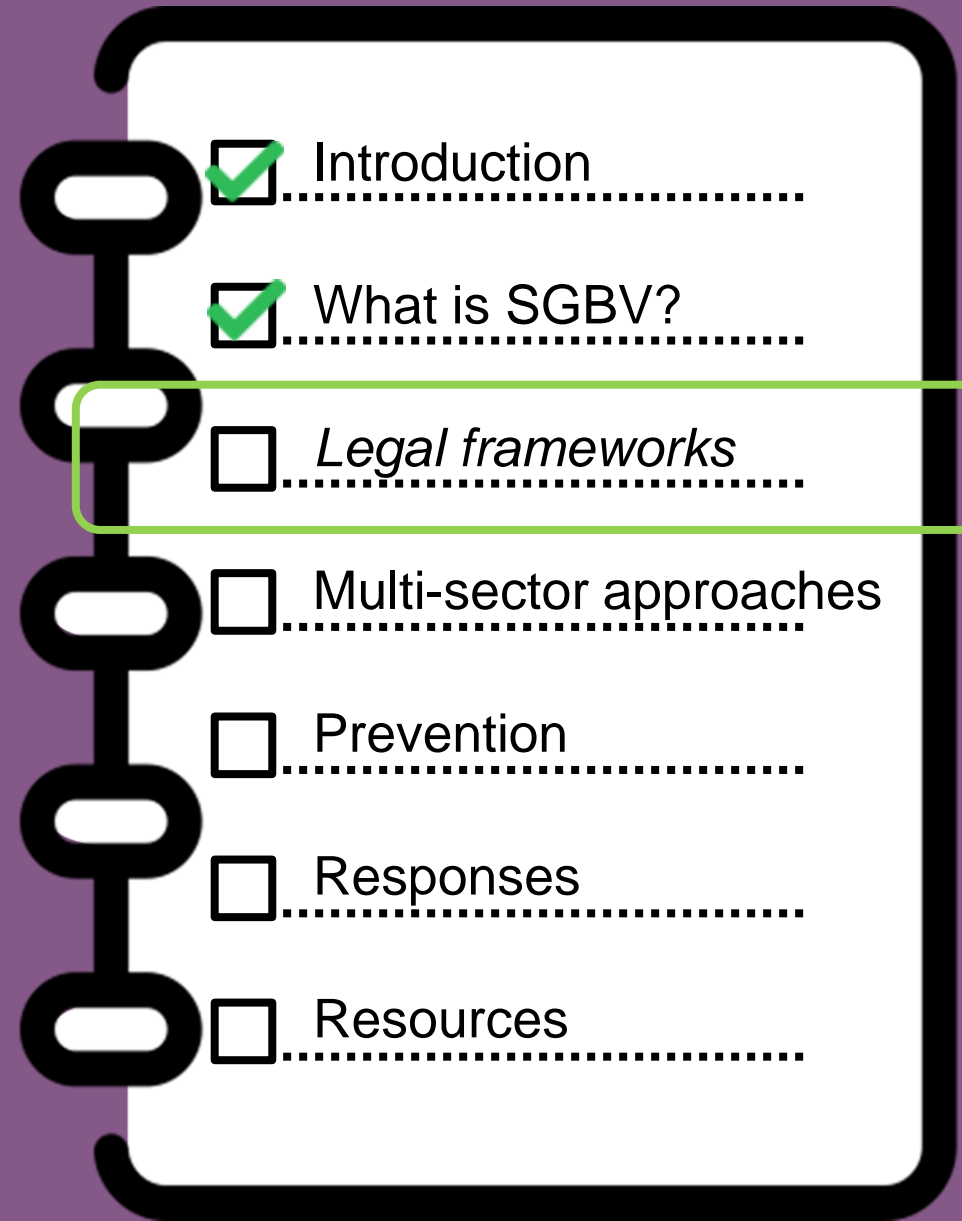 Introduction
What is SGBV?
Legal frameworks
Multi-sector approaches
Prevention
Responses
Resources